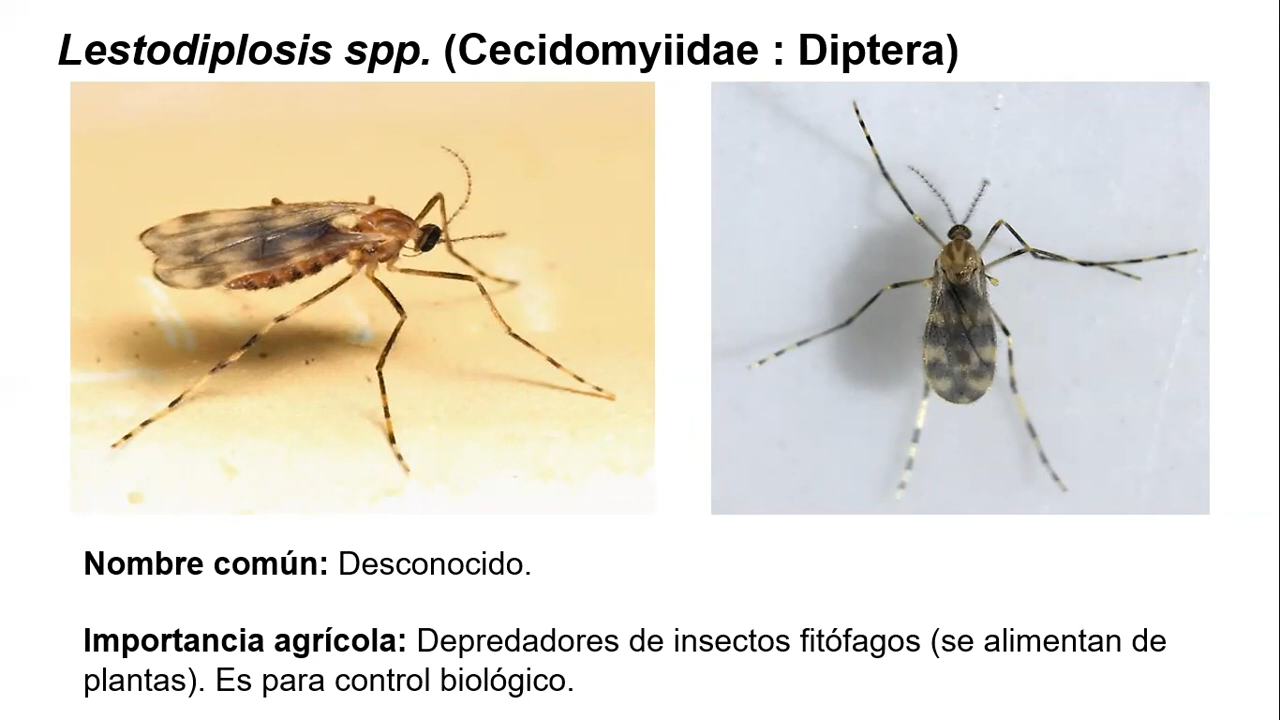 Lestodiplosis spp. (Cecidomyiidae : Diptera)
Nombre común: Desconocido.
Importancia agrícola: Depredadores de insectos fitófagos (se alimentan de
plantas). Es para control biológico.